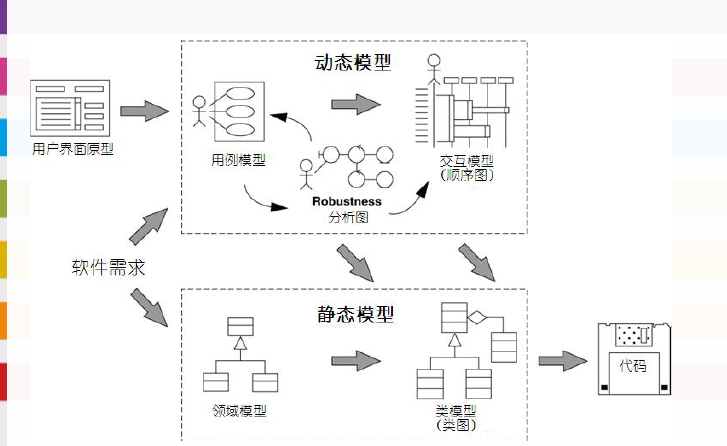 动态模型
用户界面原型
用例模型
交互模型
（顺序图）
Robustness
分析图
软件需求
静态模型
领域模型
类模型
（类图）
代码